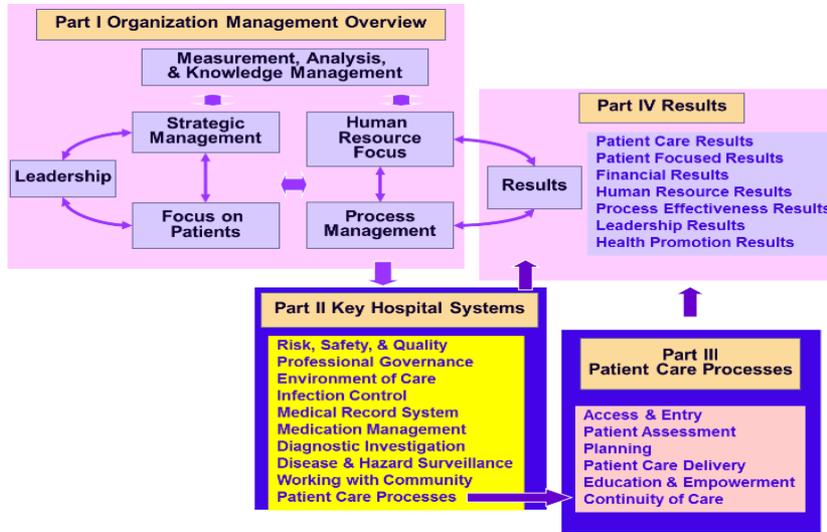 Part I Organization Management Overview
Measurement, Analysis,
& Knowledge Management
Strategic
Management
Human
Resource
Focus
Leadership
Focus on
Patients
Process
Management
Results
Part IV Results
Patient Care Results
Patient Focused Results
Financial Results
Human Resource Results
Process Effectiveness Results
Leadership Results
Health Promotion Results
Part II Key Hospital Systems
Risk, Safety, & Quality
Professional Governance
Environment of Care
Infection Control
Medical Record System
Medication Management
Diagnostic Investigation
Disease & Hazard Surveillance
Working with Community
Patient Care Processes
Part III
Patient Care Processes
Access & Entry
Patient Assessment
Planning
Patient Care Delivery
Education & Empowerment
Continuity of Care